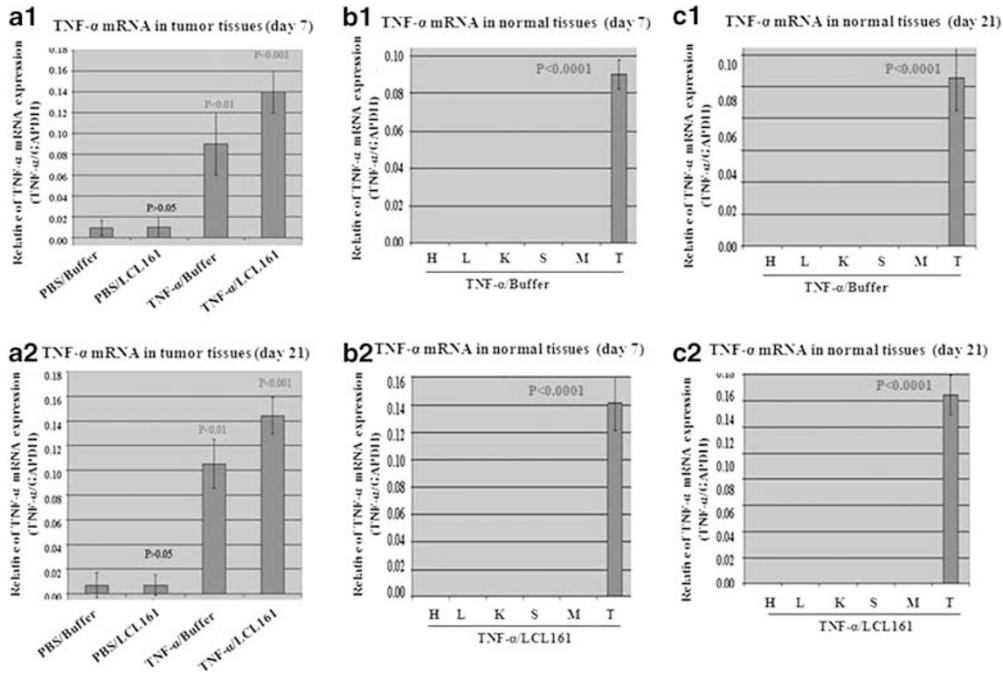 a1 TNF-α mRNA in tumor tissues (day 7)
Relative of TNF-α mRNA expression
(TNF-α/GAPDH)
0.18
0.16
0.14
0.12
0.10
0.08
0.06
0.04
0.02
0.00
P>0.05
P<0.01
P<0.001
PBS/Buffer
PBS/LCL161
TNF-α/Buffer
TNF-α/LCL161
b1 TNF-α mRNA in normal tissues (day 7)
Relative of TNF-α mRNA expression
(TNF-α/GAPDH)
0.10
0.08
0.06
0.04
0.02
0.00
P<0.0001
H L K S M T
TNF-α/Buffer
c1 TNF-α mRNA in normal tissues (day 21)
Relative of TNF-α mRNA expression
(TNF-α/GAPDH)
0.10
0.08
0.06
0.04
0.02
0.00
P<0.0001
H L K S M T
TNF-α/Buffer
a2 TNF-α mRNA in tumor tissues (day 21)
Relative of TNF-α mRNA expression
(TNF-α/GAPDH)
0.18
0.16
0.14
0.12
0.10
0.08
0.06
0.04
0.02
0.00
P>0.05
P<0.01
P<0.001
PBS/Buffer
PBS/LCL161
TNF-α/Buffer
TNF-α/LCL161
b2 TNF-α mRNA in normal tissues (day 7)
Relative of TNF-α mRNA expression
(TNF-α/GAPDH)
0.16
0.14
0.12
0.10
0.08
0.06
0.04
0.02
0.00
P<0.0001
H L K S M T
TNF-α/LCL161
c2 TNF-α mRNA in normal tissues (day 21)
Relative of TNF-α mRNA expression
(TNF-α/GAPDH)
0.18
0.16
0.14
0.12
0.10
0.08
0.06
0.04
0.02
0.00
P<0.0001
H L K S M T
TNF-α/LCL161